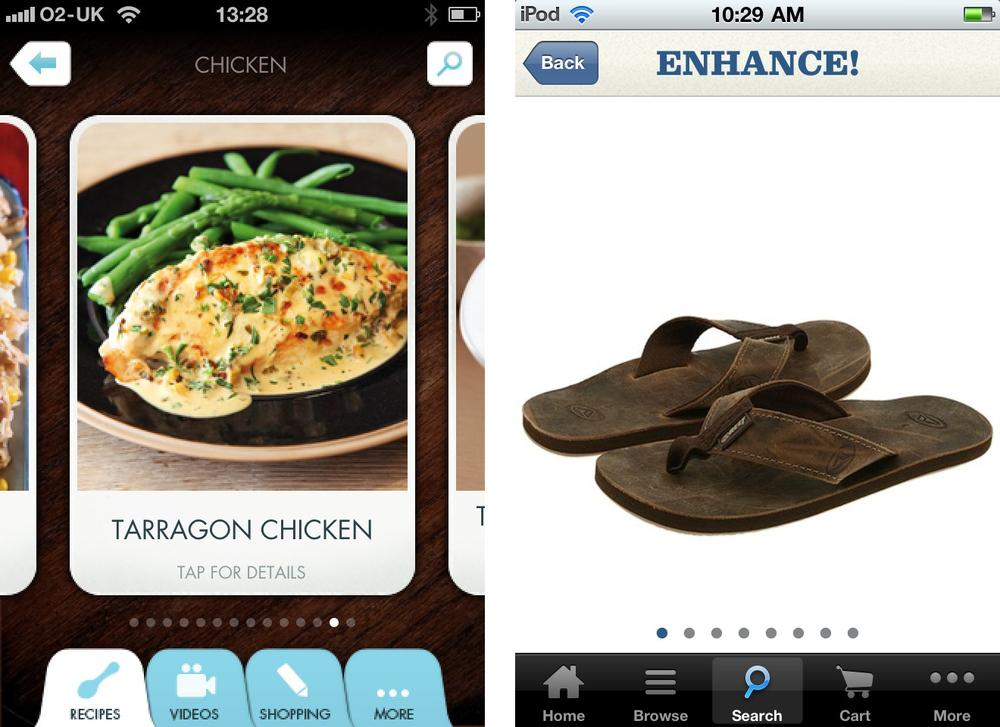 O2-UK 13:28
CHICKEN
TARRAGON CHICKEN
TAP FOR DETAILS
T
RECIPES VIDEOS SHOPPING MORE
iPod 10:29 AM
Back ENHANCE!
Home Browse Search Cart More